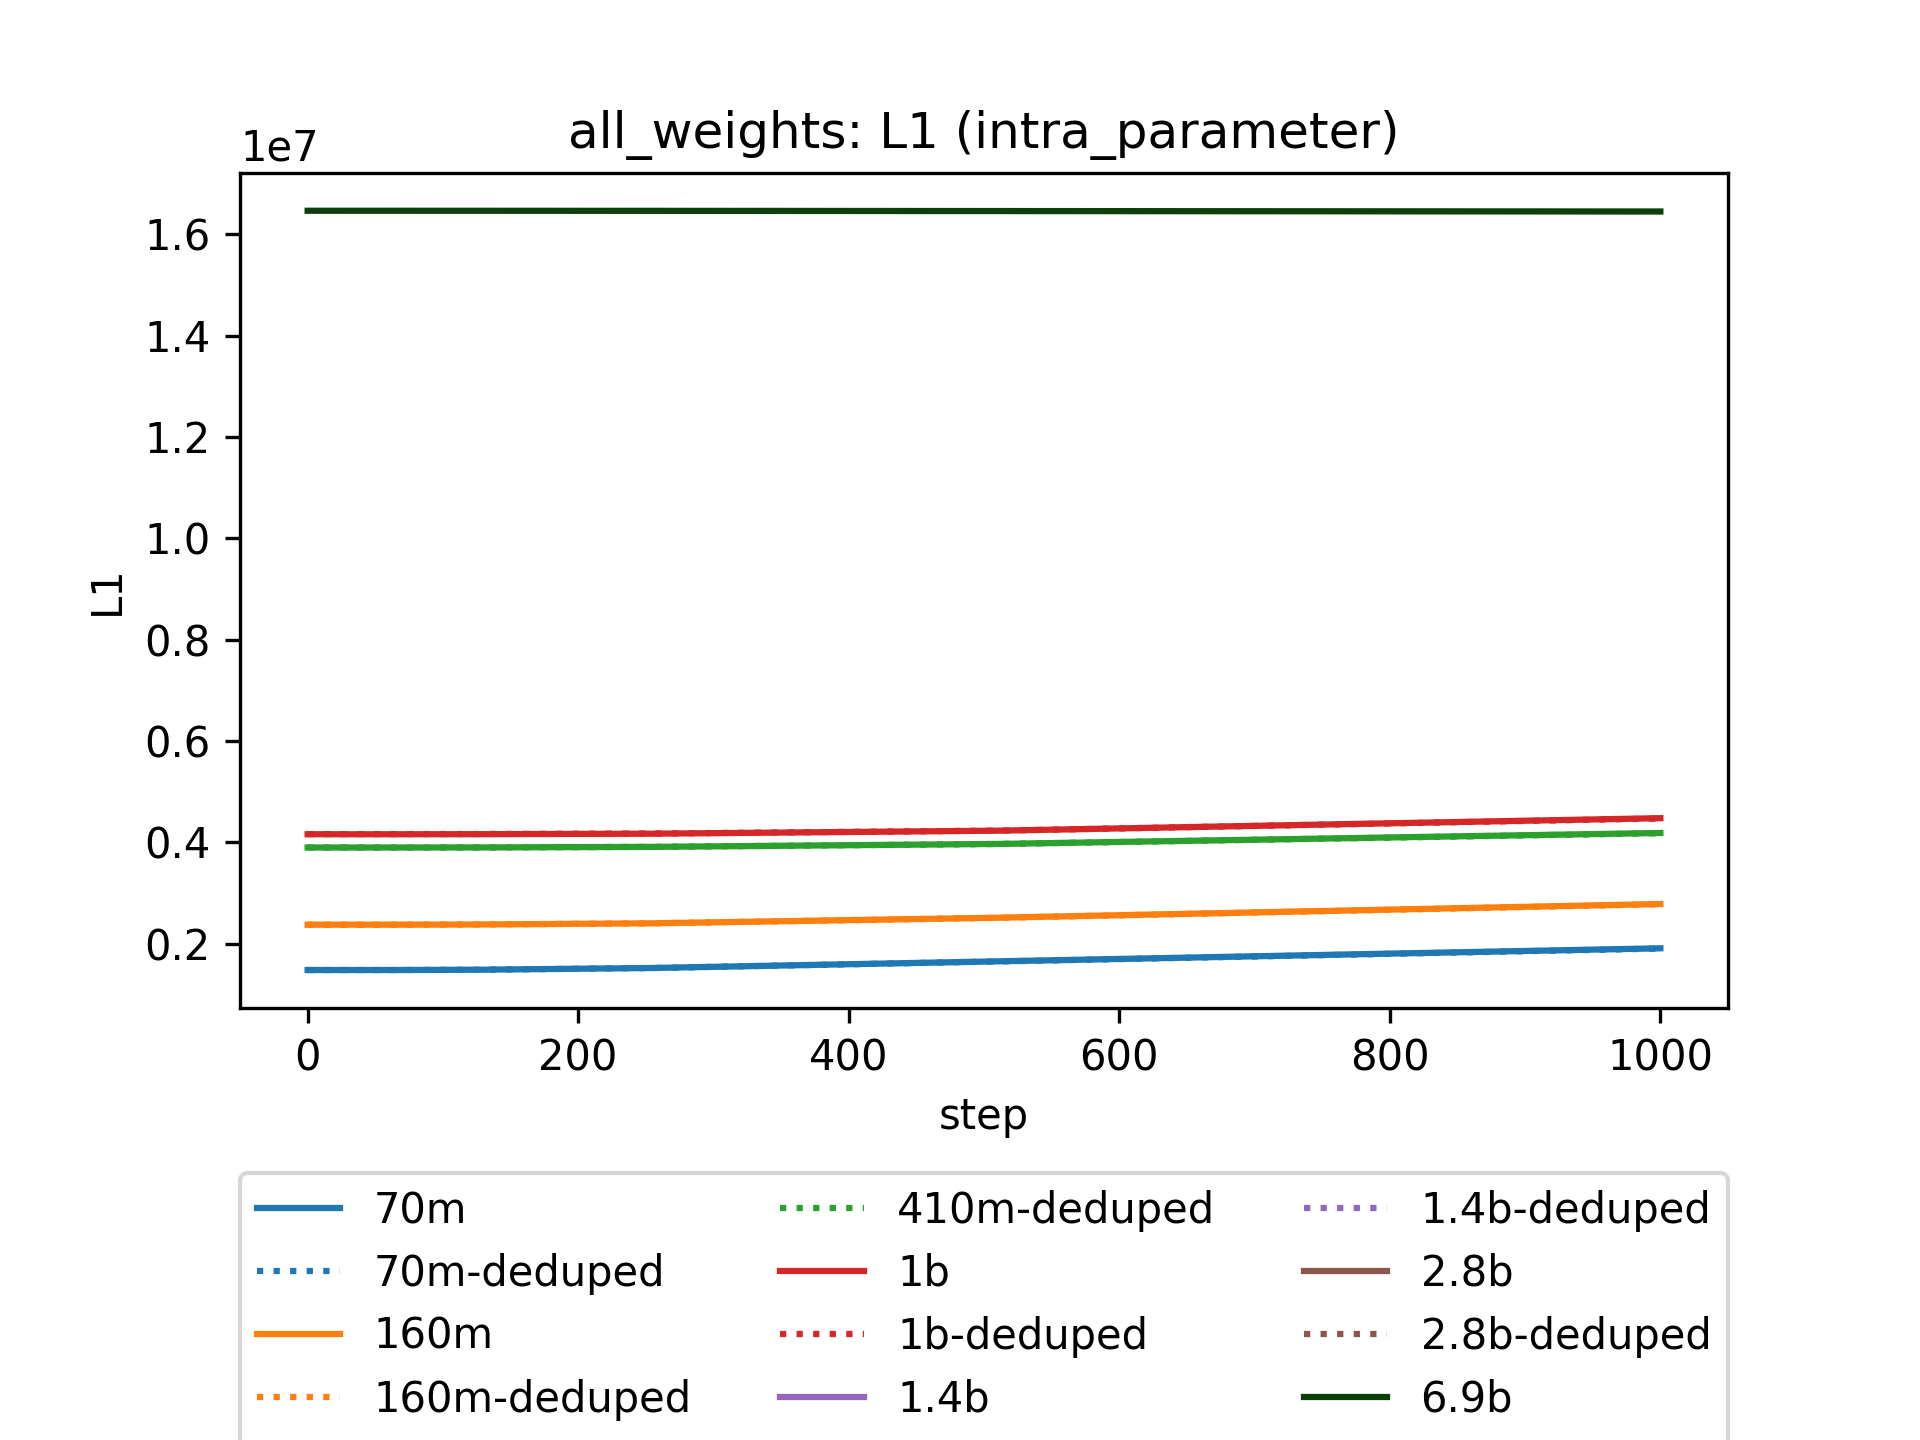 all_weights: L1 (intra_parameter)
1e7
1.6
1.4
1.2
1.0
0.8
0.6
0.4
0.2
L1
0 200 400 600 800 1000
step
70m
70m-deduped
160m
160m-deduped
410m-deduped
1b
1b-deduped
1.4b
1.4b-deduped
2.8b
2.8b-deduped
6.9b